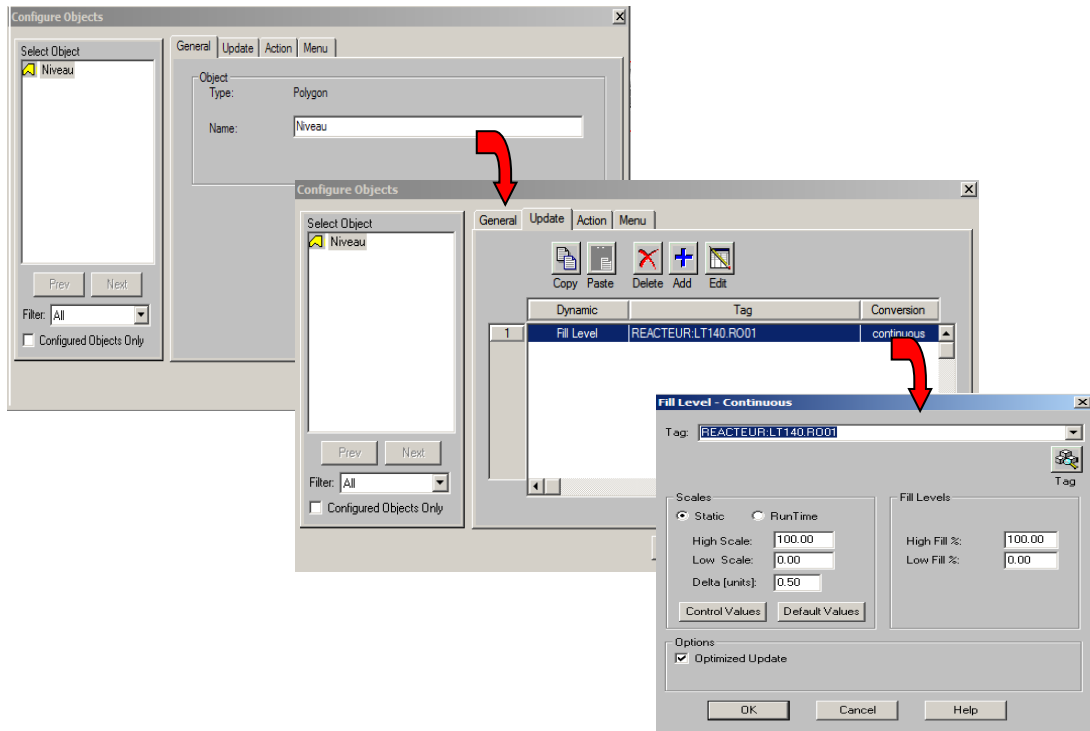 Configure Objects
Select Object
Niveau
Prev Next
Filter: All
Configured Objects Only
General Update Action Menu
Object
Type: Polygon
Name: Niveau
Configure Objects
Select Object
Niveau
Prev Next
Filter: All
Configured Objects Only
General Update Action Menu
Copy Paste Delete Add Edit
Dynamic Tag Conversion
1 Fill Level REACTEUR:LT140.RO01 continuous
Fill Level - Continuous
Tag: REACTEUR:LT140.RO01
Tag
Scales
Static RunTime
High Scale: 100.00
Low Scale: 0.00
Delta [units]: 0.50
Control Values Default Values
Fill Levels
High Fill %: 100.00
Low Fill %: 0.00
Options
Optimized Update
OK Cancel Help